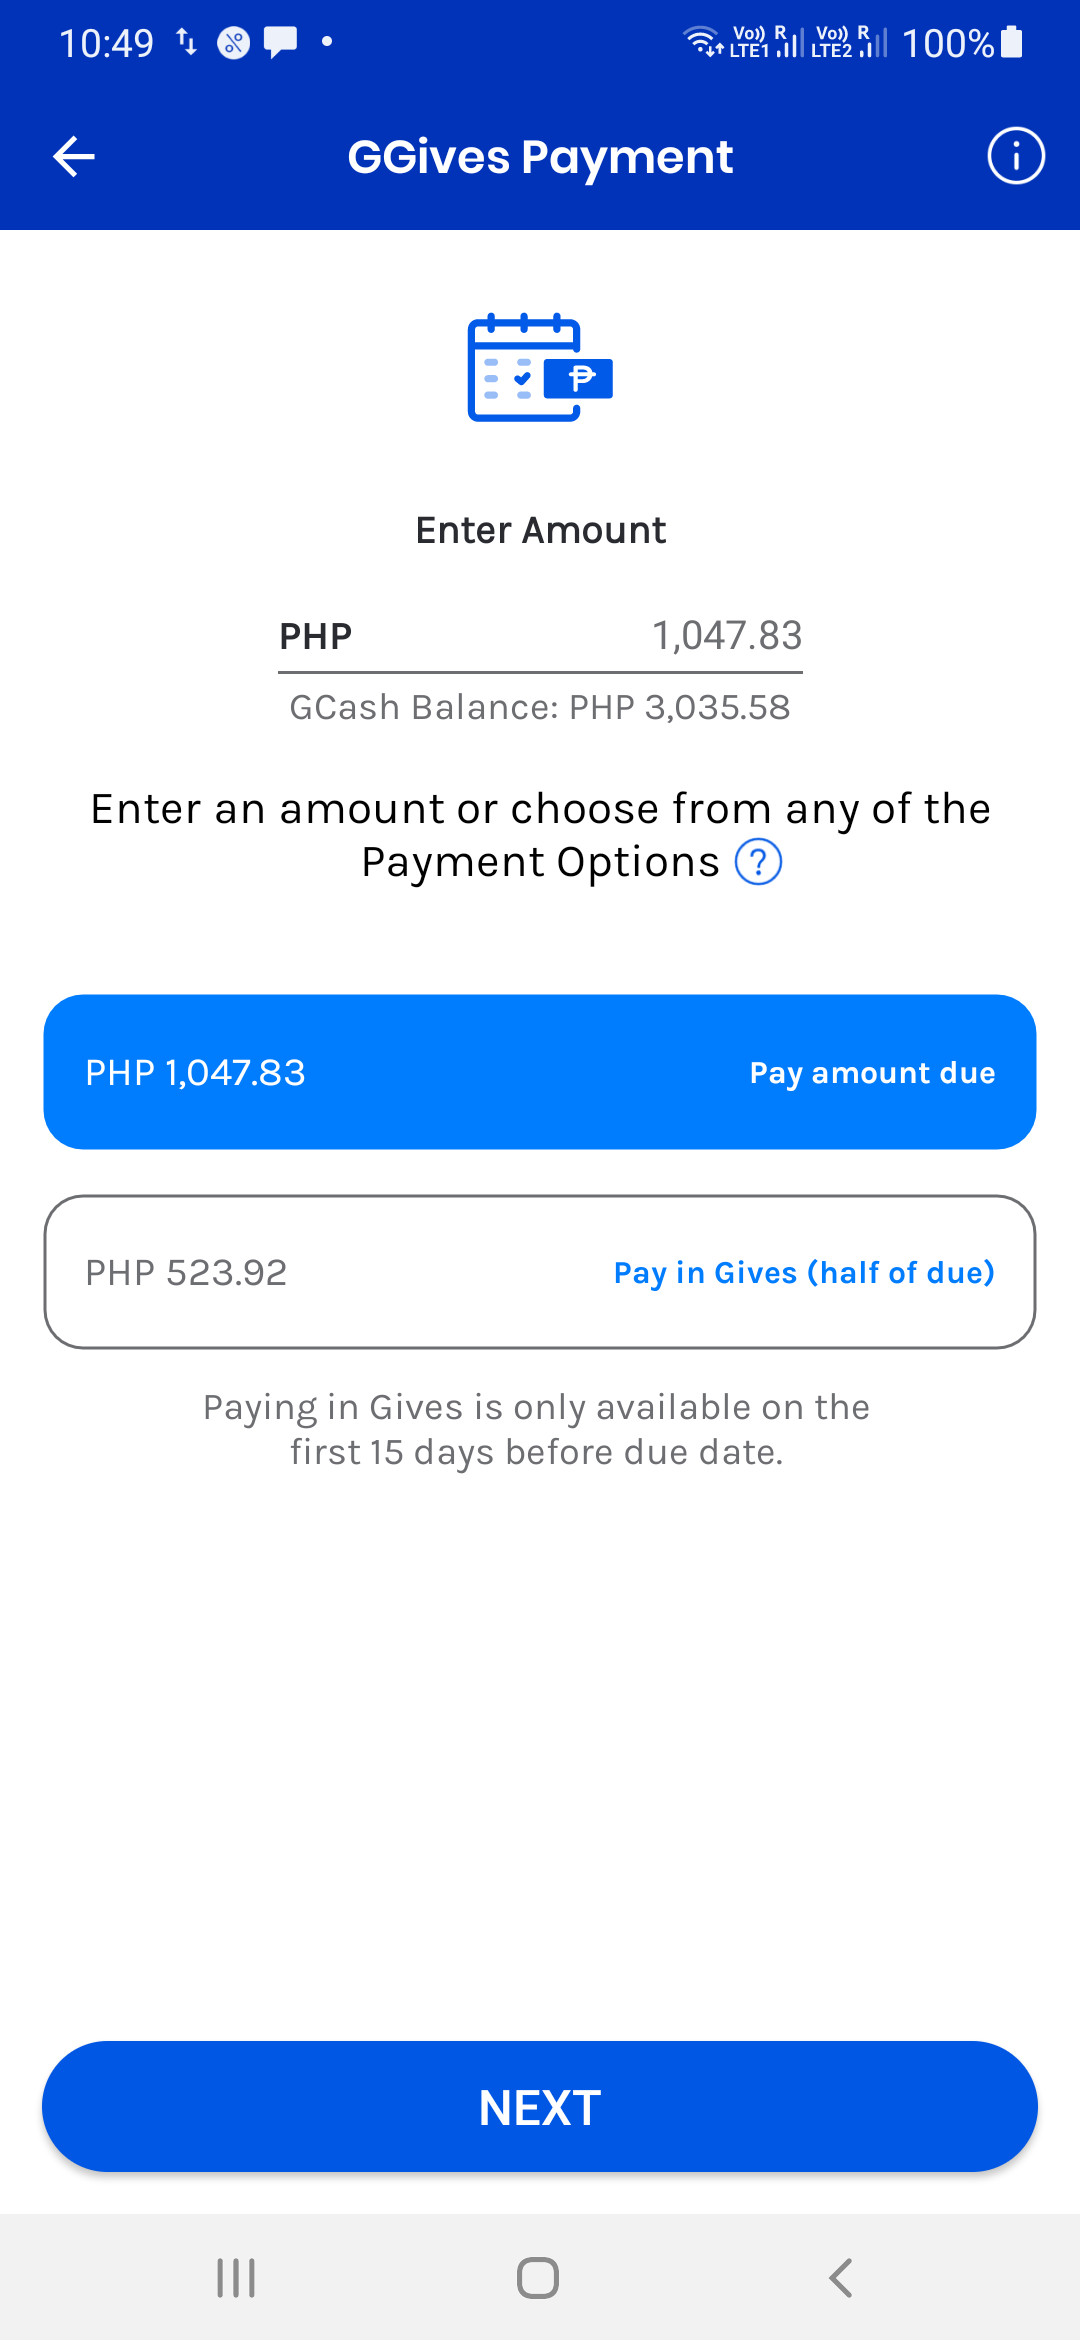 10:49
Vo)) R
LTE1
Vo)) R
LTE2
100%
GGives Payment
₱
Enter Amount
PHP 1,047.83
GCash Balance: PHP 3,035.58
Enter an amount or choose from any of the
Payment Options ?
PHP 1,047.83 Pay amount due
PHP 523.92 Pay in Gives (half of due)
Paying in Gives is only available on the
first 15 days before due date.
NEXT